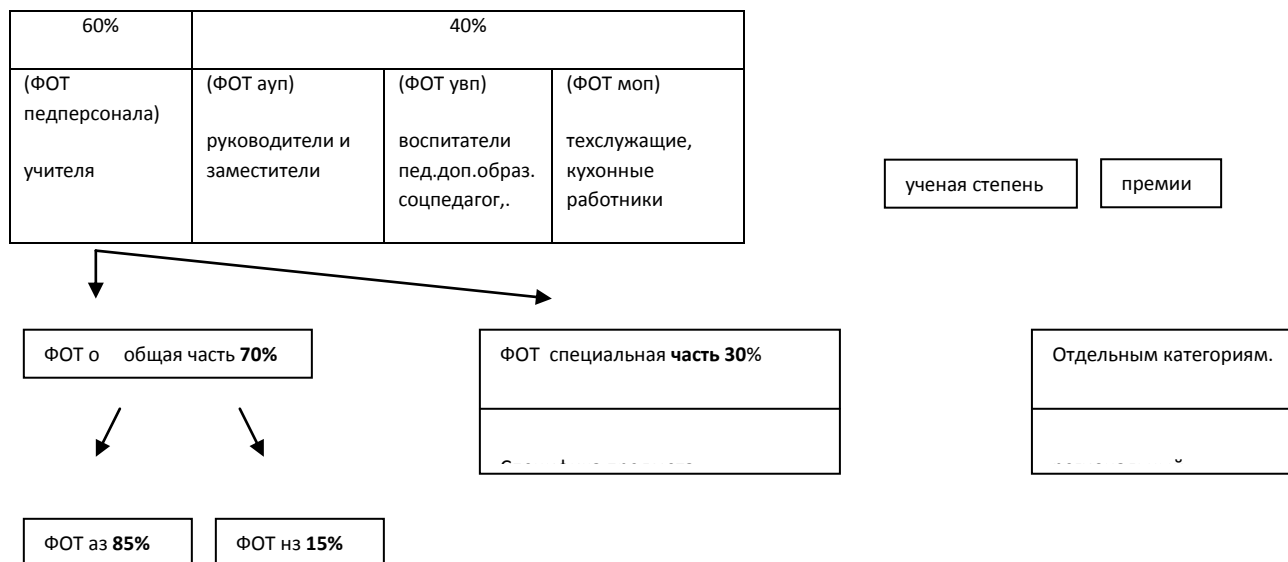 60%
40%
(ФОТ
педперсонала)
учителя
(ФОТ ауп)
руководители и
заместители
(ФОТ увп)
воспитатели
пед.доп.образ.
соцпедагог,.
(ФОТ моп)
техслужащие,
кухонные
работники
ученая степень
премии
ФОТ о общая часть 70%
ФОТ специальная часть 30%
Отдельным категориям.
ФОТ аз 85%
ФОТ нз 15%